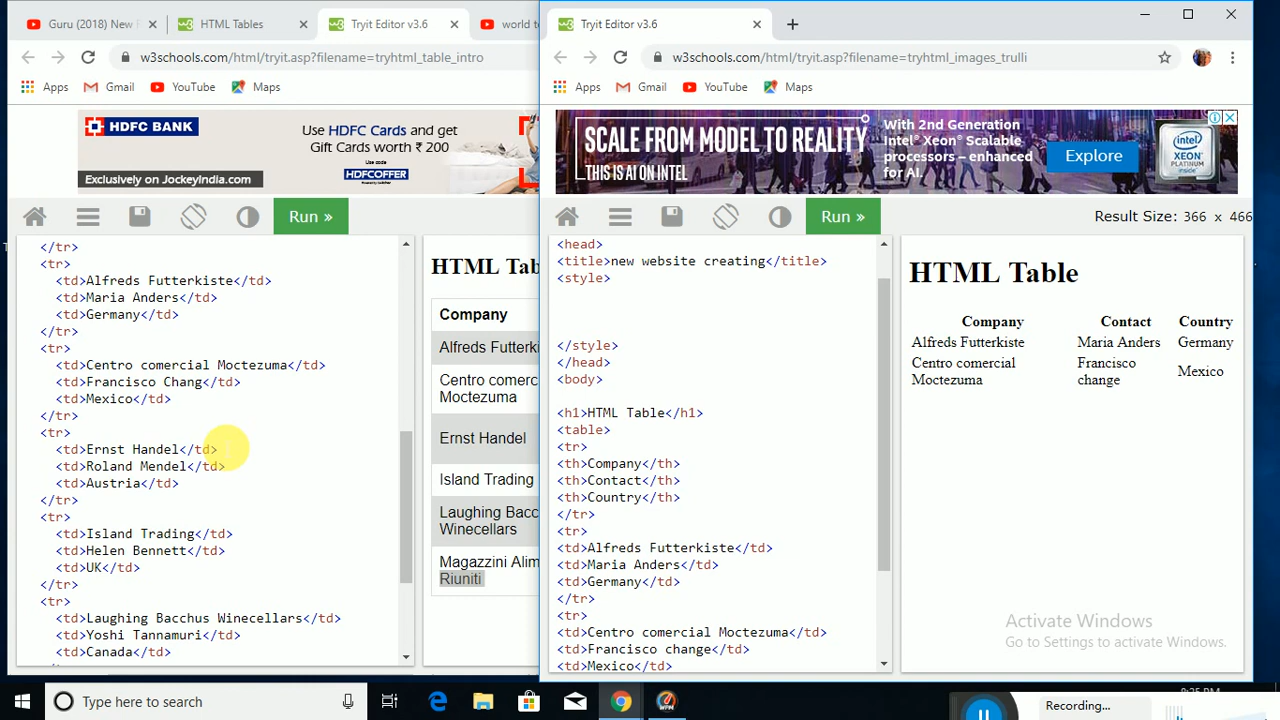 Guru (2018) New
HTML Tables
Tryit Editor v3.6
world to
w3schools.com/html/tryit.asp?filename=tryhtml_table_intro
Apps
Gmail
YouTube
Maps
HDFC BANK
Exclusively on JockeyIndia.com
Use HDFC Cards and get
Gift Cards worth ₹ 200
Use code
HDFCOFFER
Run »
</tr>
<tr>
<td>Alfreds Futterkiste</td>
<td>Maria Anders</td>
<td>Germany</td>
</tr>
<tr>
<td>Centro comercial Moctezuma</td>
<td>Francisco Chang</td>
<td>Mexico</td>
</tr>
<tr>
<td>Ernst Handel</td>
<td>Roland Mendel</td>
<td>Austria</td>
</tr>
<tr>
<td>Island Trading</td>
<td>Helen Bennett</td>
<td>UK</td>
</tr>
<tr>
<td>Laughing Bacchus Winecellars</td>
<td>Yoshi Tannamuri</td>
<td>Canada</td>
HTML Tab
Company
Alfreds Futterki
Centro comerc
Moctezuma
Ernst Handel
Island Trading
Laughing Bacc
Winecellars
Magazzini Alim
Riuniti
Tryit Editor v3.6
w3schools.com/html/tryit.asp?filename=tryhtml_images_trulli
Apps
Gmail
YouTube
Maps
SCALE FROM MODEL TO REALITY
THIS IS AI ON INTEL
With 2nd Generation
Intel® Xeon® Scalable
processors – enhanced
for AI.
Explore
intel
XEON
PLATINUM
inside™
Run »
Result Size: 366 x 466
<head>
<title>new website creating</title>
<style>
</style>
</head>
<body>
<h1>HTML Table</h1>
<table>
<tr>
<th>Company</th>
<th>Contact</th>
<th>Country</th>
</tr>
<tr>
<td>Alfreds Futterkiste</td>
<td>Maria Anders</td>
<td>Germany</td>
</tr>
<tr>
<td>Centro comercial Moctezuma</td>
<td>Francisco change</td>
<td>Mexico</td>
HTML Table
Company Contact Country
Alfreds Futterkiste Maria Anders Germany
Centro comercial Moctezuma Francisco change Mexico
Activate Windows
Go to Settings to activate Windows.
Type here to search
WPM
Recording...